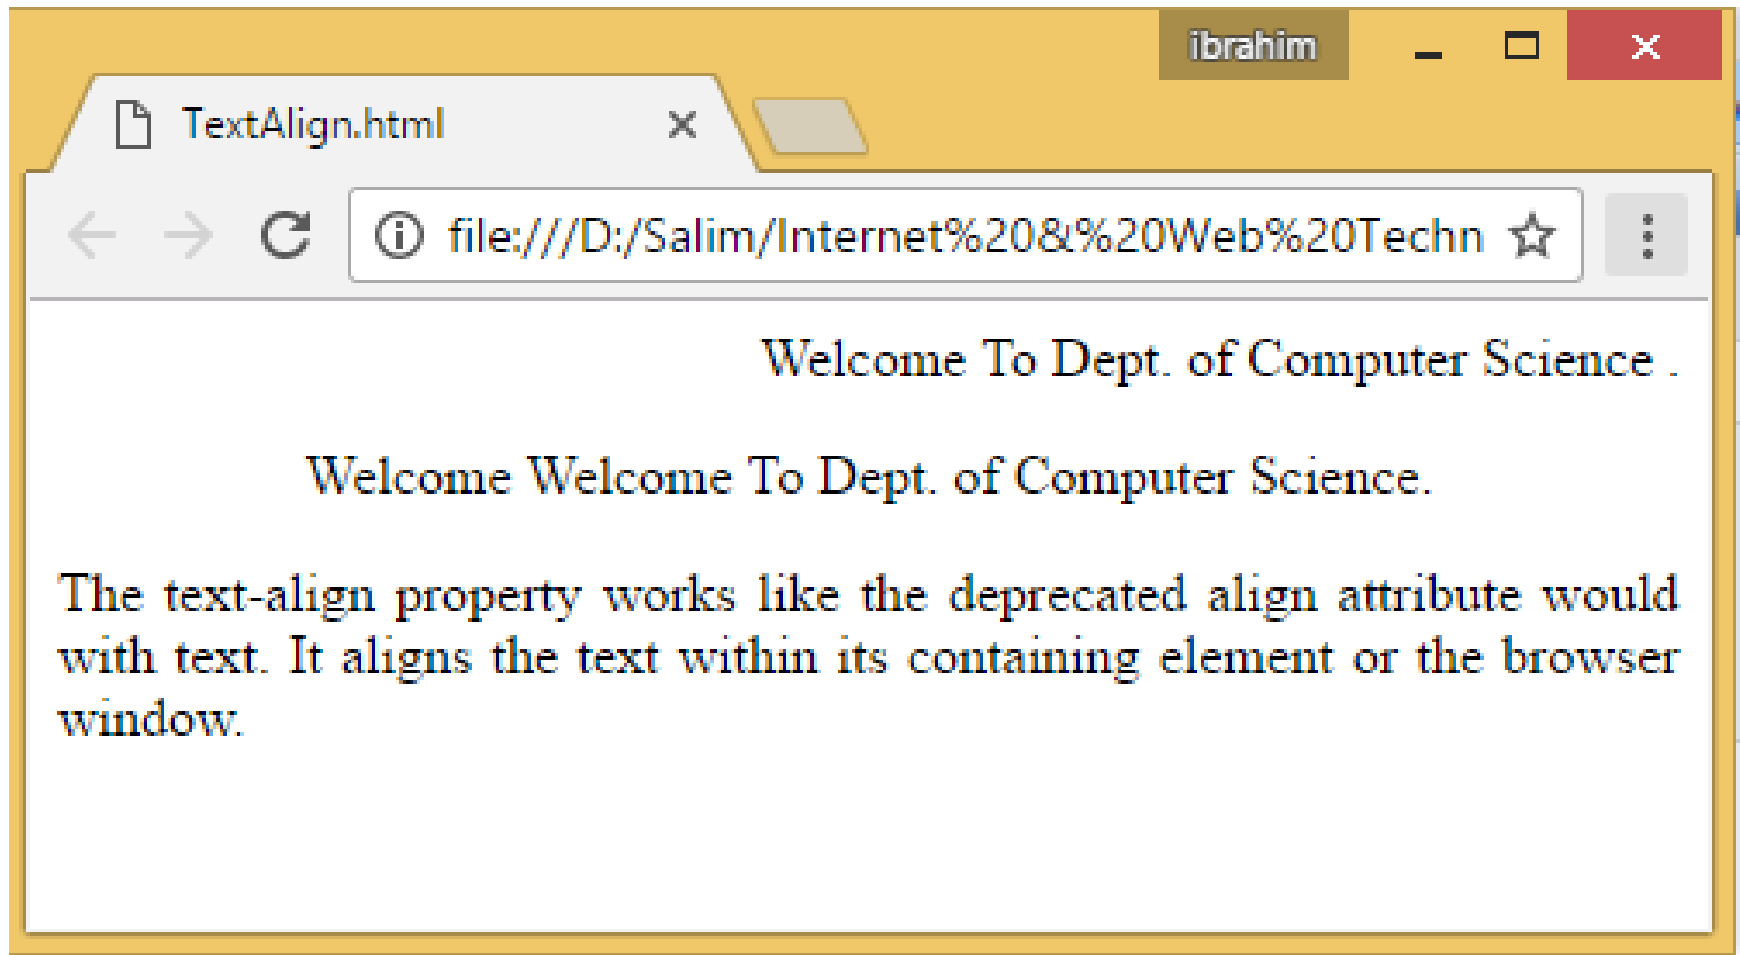 ibrahim
TextAlign.html
file:///D:/Salim/Internet%20&%20Web%20Techn
Welcome To Dept. of Computer Science .
Welcome Welcome To Dept. of Computer Science.
The text-align property works like the deprecated align attribute would
with text. It aligns the text within its containing element or the browser
window.